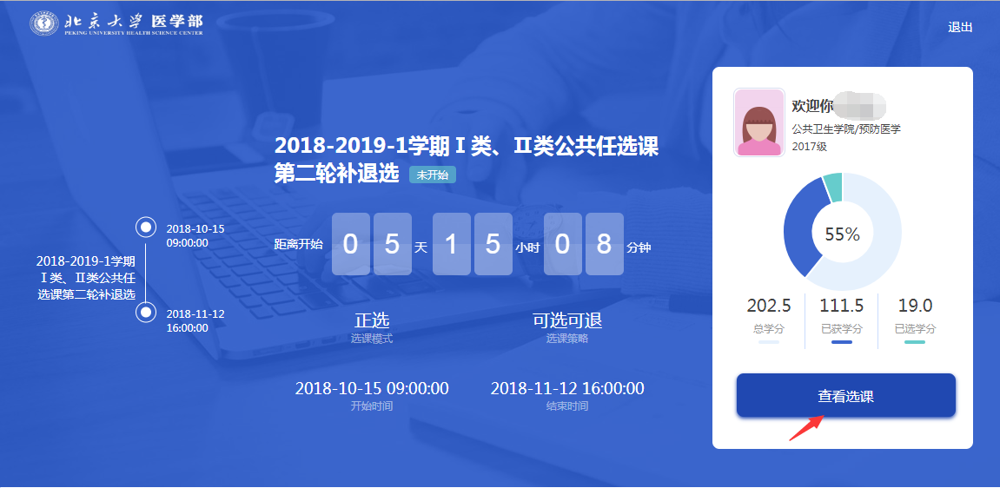 北京大学 医学部
PEKING UNIVERSITY HEALTH SCIENCE CENTER
退出
2018-2019-1学期Ⅰ类、Ⅱ类公共任选课
第二轮补退选 未开始
距离开始 0 5 天 1 5 小时 0 8 分钟
2018-10-15
09:00:00
2018-2019-1学期
Ⅰ类、Ⅱ类公共任
选课第二轮补退选
2018-11-12
16:00:00
正选
选课模式
可选可退
选课策略
2018-10-15 09:00:00
开始时间
2018-11-12 16:00:00
结束时间
欢迎你
公共卫生学院/预防医学
2017级
55%
202.5
总学分
111.5
已获学分
19.0
已选学分
查看选课